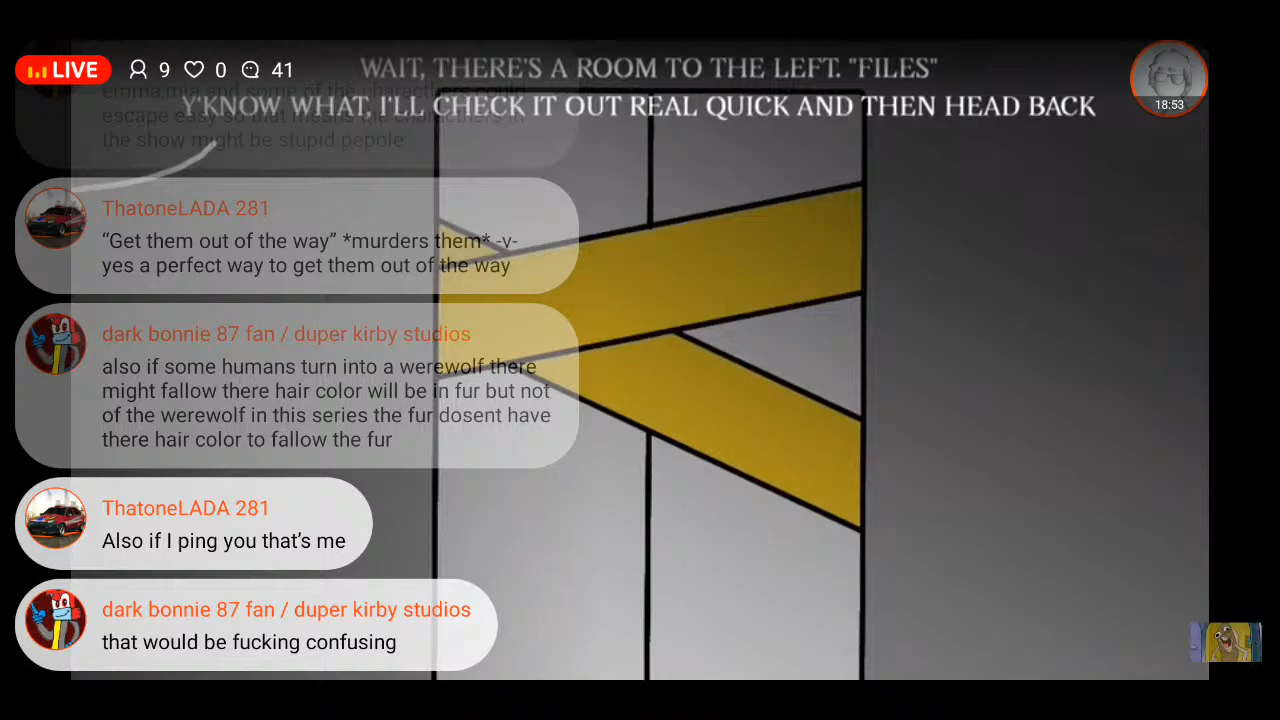 LIVE 9 0 41
WAIT, THERE'S A ROOM TO THE LEFT. "FILES"
18:53
Y'KNOW WHAT, I'LL CHECK IT OUT REAL QUICK AND THEN HEAD BACK
emma,mia and some of the characthers could
escape easy so that means the characthers in
the show might be stupid pepole
ThatoneLADA 281
“Get them out of the way” *murders them* -v-
yes a perfect way to get them out of the way
dark bonnie 87 fan / duper kirby studios
also if some humans turn into a werewolf there
might fallow there hair color will be in fur but not
of the werewolf in this series the fur dosent have
there hair color to fallow the fur
ThatoneLADA 281
Also if I ping you that’s me
dark bonnie 87 fan / duper kirby studios
that would be fucking confusing